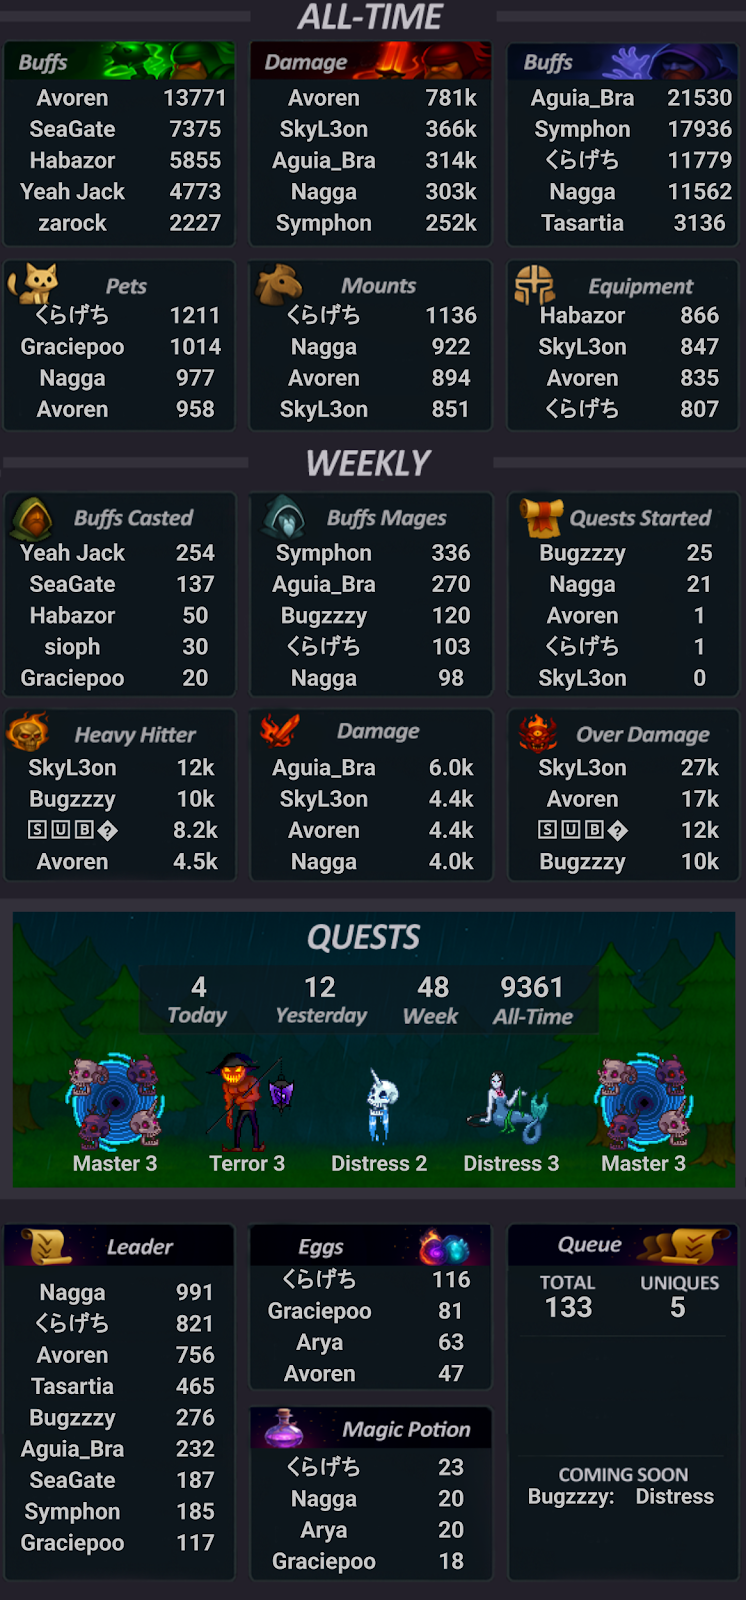 ALL-TIME
Buffs
Avoren 13771
SeaGate 7375
Habazor 5855
Yeah Jack 4773
zarock 2227
Damage
Avoren 781k
SkyL3on 366k
Aguia_Bra 314k
Nagga 303k
Symphon 252k
Buffs
Aguia_Bra 21530
Symphon 17936
くらげち 11779
Nagga 11562
Tasartia 3136
Pets
くらげち 1211
Graciepoo 1014
Nagga 977
Avoren 958
Mounts
くらげち 1136
Nagga 922
Avoren 894
SkyL3on 851
Equipment
Habazor 866
SkyL3on 847
Avoren 835
くらげち 807
WEEKLY
Buffs Casted
Yeah Jack 254
SeaGate 137
Habazor 50
sioph 30
Graciepoo 20
Buffs Mages
Symphon 336
Aguia_Bra 270
Bugzzzy 120
くらげち 103
Nagga 98
Quests Started
Bugzzzy 25
Nagga 21
Avoren 1
くらげち 1
SkyL3on 0
Heavy Hitter
SkyL3on 12k
Bugzzzy 10k
🅂🅄🄱� 8.2k
Avoren 4.5k
Damage
Aguia_Bra 6.0k
SkyL3on 4.4k
Avoren 4.4k
Nagga 4.0k
Over Damage
SkyL3on 27k
Avoren 17k
🅂🅄🄱� 12k
Bugzzzy 10k
QUESTS
4 12 48 9361
Today Yesterday Week All-Time
Master 3 Terror 3 Distress 2 Distress 3 Master 3
Leader
Nagga 991
くらげち 821
Avoren 756
Tasartia 465
Bugzzzy 276
Aguia_Bra 232
SeaGate 187
Symphon 185
Graciepoo 117
Eggs
くらげち 116
Graciepoo 81
Arya 63
Avoren 47
Magic Potion
くらげち 23
Nagga 20
Arya 20
Graciepoo 18
Queue
TOTAL UNIQUES
133 5
COMING SOON
Bugzzzy: Distress